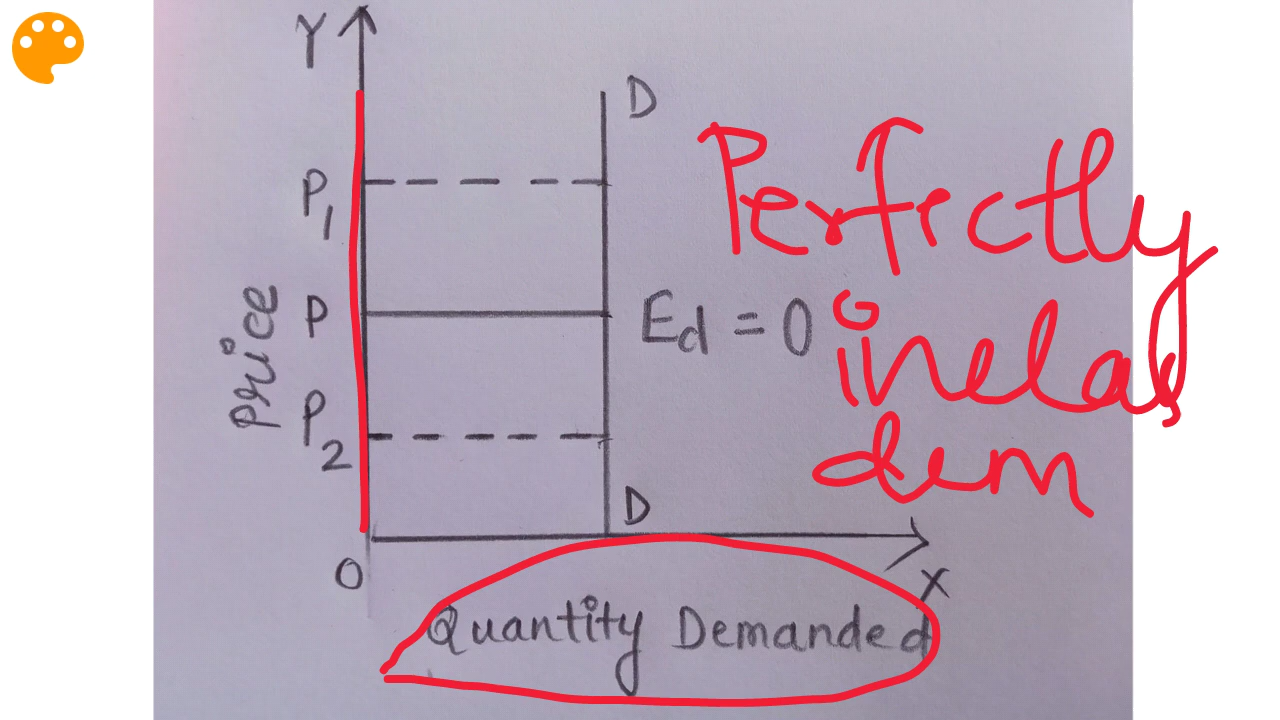 Y
D
P1
Perfectly
price
P
Ed = 0
inelas
P2
dem
D
O
X
Quantity Demanded